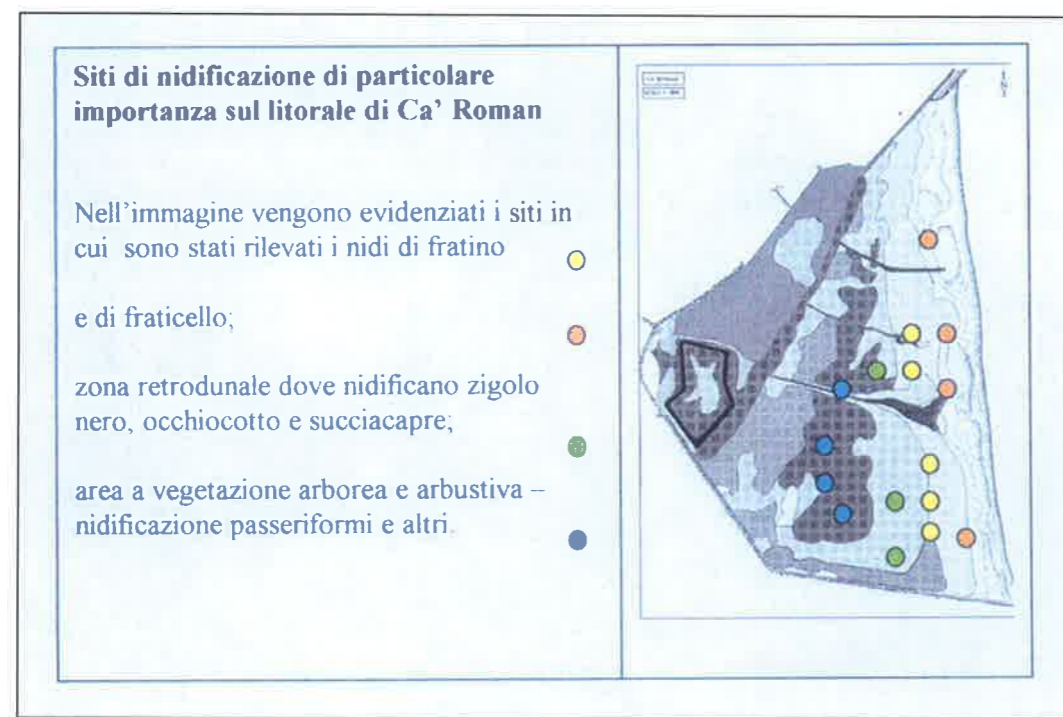 Siti di nidificazione di particolare
importanza sul litorale di Ca' Roman
Nell'immagine vengono evidenziati i siti in
cui sono stati rilevati i nidi di fratino
e di fraticello;
zona retrodunale dove nidificano zigolo
nero, occhiocotto e succiacapre;
area a vegetazione arborea e arbustiva –
nidificazione passeriformi e altri.
N